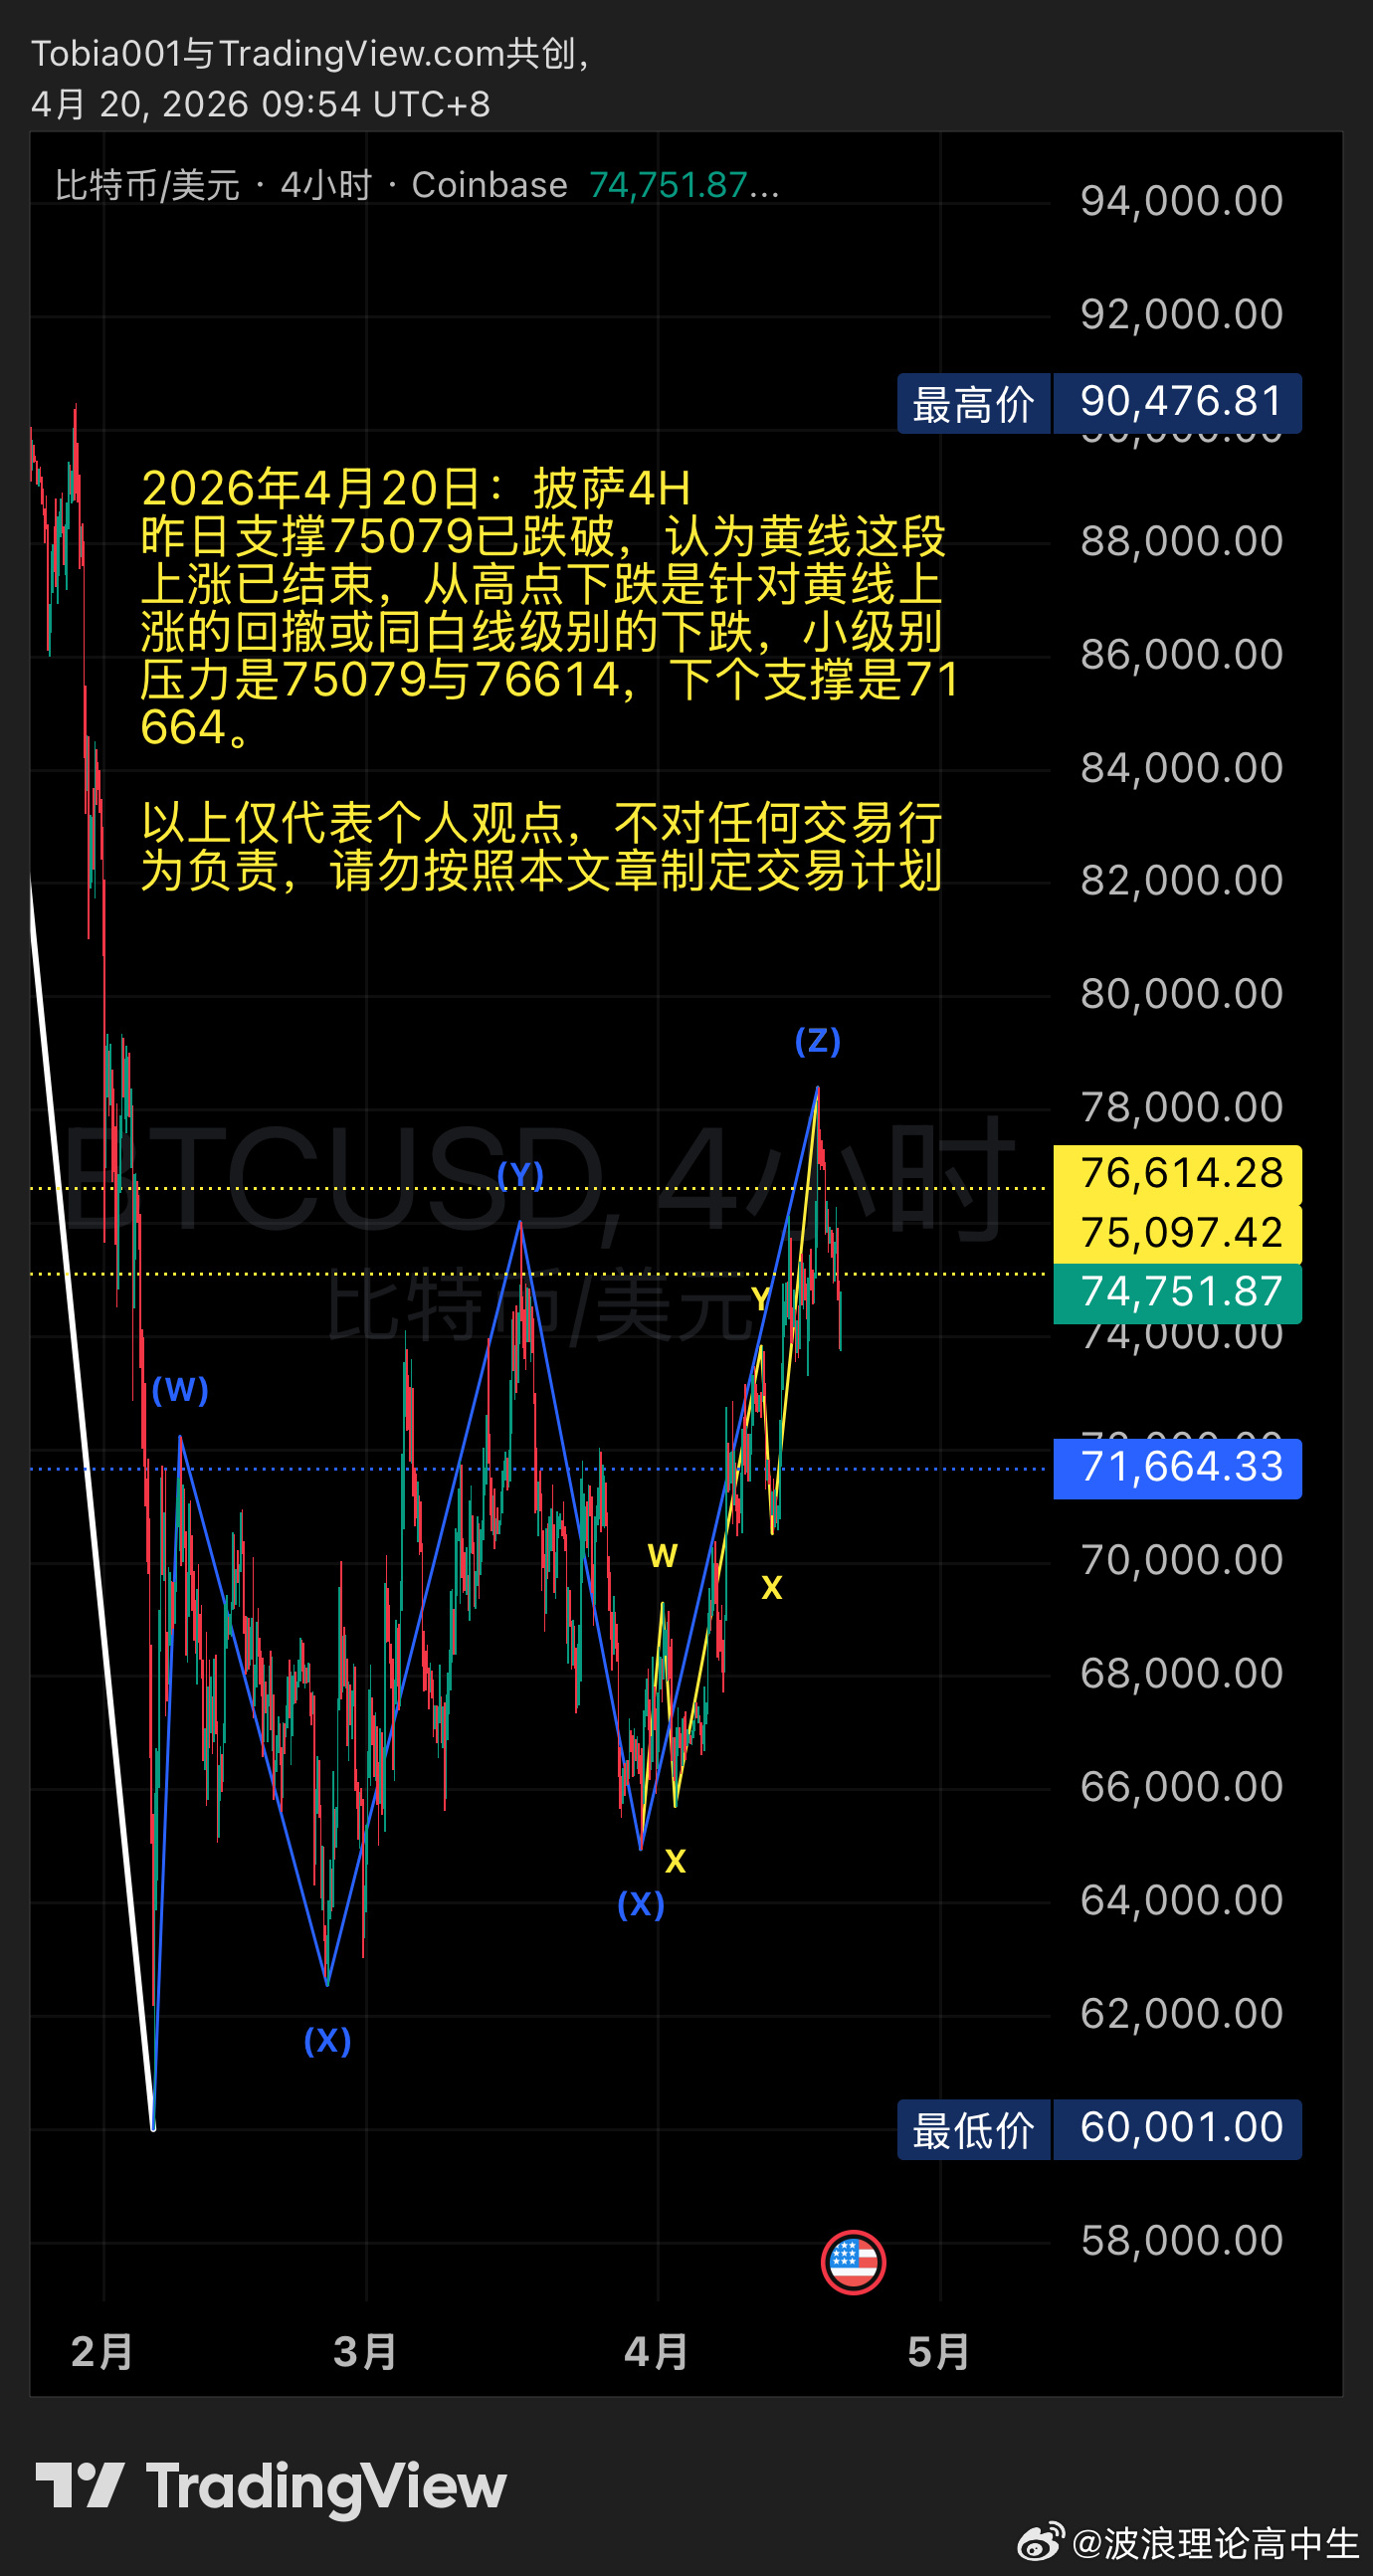 Tobia001与TradingView.com共创，
4月 20, 2026 09:54 UTC+8
比特币/美元 · 4小时 · Coinbase 74,751.87...
94,000.00
92,000.00
最高价 90,476.81
90,000.00
2026年4月20日：披萨4H
昨日支撑75079已跌破，认为黄线这段
上涨已结束，从高点下跌是针对黄线上
涨的回撤或同白线级别的下跌，小级别
压力是75079与76614，下个支撑是71
664。
88,000.00
86,000.00
84,000.00
以上仅代表个人观点，不对任何交易行
为负责，请勿按照本文章制定交易计划
82,000.00
80,000.00
(Z)
78,000.00
BTCUSD, 4小时
比特币/美元
(Y)
76,614.28
75,097.42
74,751.87
74,000.00
Y
(W)
72,000.00
71,664.33
W
70,000.00
X
68,000.00
66,000.00
X
(X)
64,000.00
62,000.00
(X)
最低价 60,001.00
58,000.00
2月 3月 4月 5月
TradingView
@波浪理论高中生